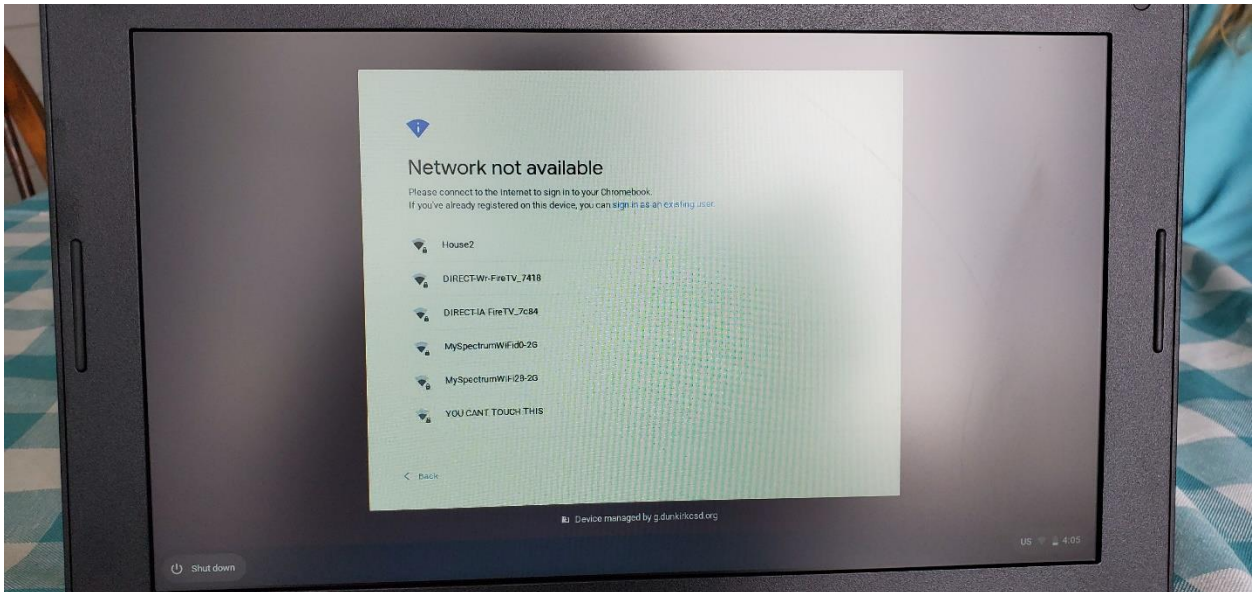 Network not available
Please connect to the Internet to sign in to your Chromebook.
If you've already registered on this device, you can sign in as an existing user.
House2
DIRECT-Wr-FireTV_7418
DIRECT-IA FireTV_7c84
MySpectrumWiFid0-2G
MySpectrumWiFi28-2G
YOU CANT TOUCH THIS
Back
Device managed by g.dunkirkcsd.org
US 4:05
Shut down